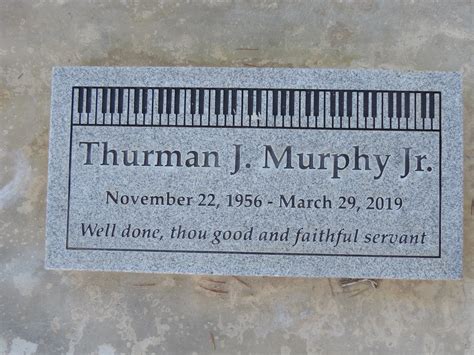 Thurman J. Murphy Jr.
November 22, 1956 - March 29, 2019
Well done, thou good and faithful servant